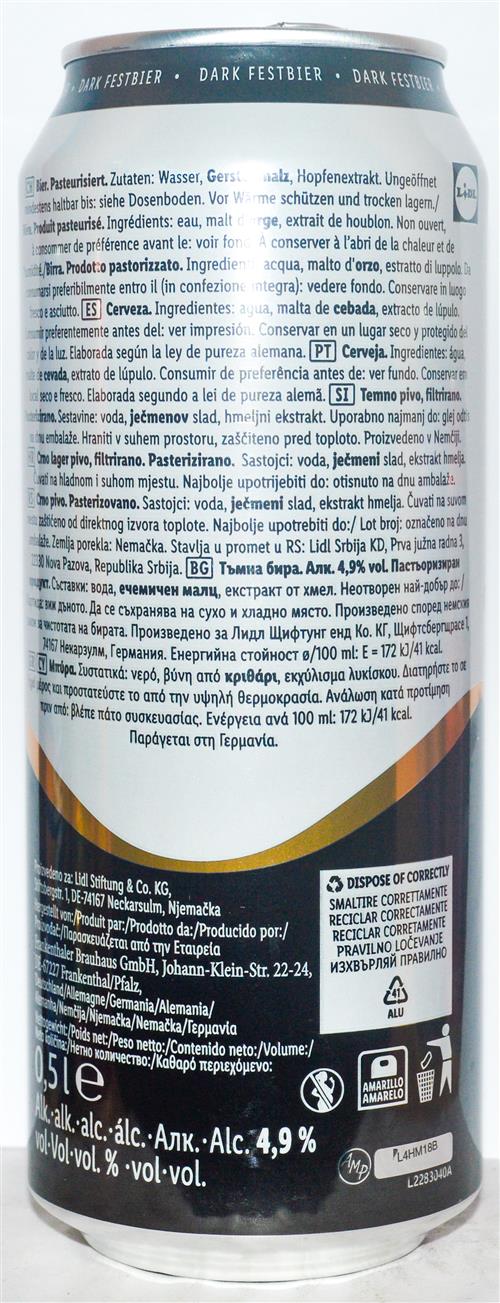 DARK FESTBIER • DARK FESTBIER • DARK FESTBIER
LIDL
Bier. Pasteurisiert. Zutaten: Wasser, Hopfenextrakt. Ungeöffnet
mindestens haltbar bis: siehe Dosenboden. Vor Wärme schützen und trocken lagern./
Produit pasteurisé. Ingrédients: eau, malt d'orge, extrait de houblon. Non ouvert,
à consommer de préférence avant le: voir fond. A conserver à l'abri de la chaleur et de
/Birra. Prodotto pastorizzato. Ingredienti: acqua, malto d'orzo, estratto di luppolo. Da
preferibilmente entro il (in confezione integra): vedere fondo. Conservare in luogo
fresco e asciutto. ES Cerveza. Ingredientes: agua, malta de cebada, extracto de lúpulo.
preferentemente antes del: ver impresión. Conservar en un lugar seco y protegido del
y de la luz. Elaborada según la ley de pureza alemana. PT Cerveja. Ingredientes: água,
de cevada, extrato de lúpulo. Consumir de preferência antes de: ver fundo. Conservar em
local seco e fresco. Elaborada segundo a lei de pureza alemã. SI Temno pivo, filtrirano.
Sestavine: voda, ječmenov slad, hmeljni ekstrakt. Uporabno najmanj do: glej odtis
na dnu embalaže. Hraniti v suhem prostoru, zaščiteno pred toploto. Proizvedeno v Nemčiji.
Crno lager pivo, filtrirano. Pasterizirano. Sastojci: voda, ječmeni slad, ekstrakt hmelja.
Čuvati na hladnom i suhom mjestu. Najbolje upotrijebiti do: otisnuto na dnu ambalaže.
Crno pivo. Pasterizovano. Sastojci: voda, ječmeni slad, ekstrakt hmelja. Čuvati na suvom
zaštićeno od direktnog izvora toplote. Najbolje upotrebiti do:/ Lot broj: označeno na dnu
ambalaže. Zemlja porekla: Nemačka. Stavlja u promet u RS: Lidl Srbija KD, Prva južna radna 3,
22330 Nova Pazova, Republika Srbija. BG Тъмна бира. Алк. 4,9% vol. Пастьоризиран
Съставки: вода, ечемичен малц, екстракт от хмел. Неотворен най-добър до: /
виж дъното. Да се съхранява на сухо и хладно място. Произведено според немския
за чистотата на бирата. Произведено за Лидл Щифтунг енд Ко. КГ, Щифтсбергщрасе 1,
74167 Некарзулм, Германия. Енергийна стойност ø/100 ml: E = 172 kJ/41 kcal.
CY Μπύρα. Συστατικά: νερό, βύνη από κριθάρι, εκχύλισμα λυκίσκου. Διατηρήστε το σε
μέρος και προστατεύστε το από την υψηλή θερμοκρασία. Ανάλωση κατά προτίμηση
πριν από: βλέπε πάτο συσκευασίας. Ενέργεια ανά 100 ml: 172 kJ/41 kcal.
Παράγεται στη Γερμανία.
Proizvedeno za: Lidl Stiftung & Co. KG,
Stiftsbergstr. 1, DE-74167 Neckarsulm, Njemačka
Hergestellt von:/Produit par:/Prodotto da:/Producido por:/
Παρασκευάζεται από την Εταιρεία
Frankenthaler Brauhaus GmbH, Johann-Klein-Str. 22-24,
DE-67227 Frankenthal/Pfalz,
Deutschland/Allemagne/Germania/Alemania/
Nemčija/Njemačka/Nemačka/Γερμανία
Poids net:/Peso netto:/Contenido neto:/Volume:/
Нетно количество:/Καθαρό περιεχόμενο:
0,5 l e
Alk.·alk.·alc.·álc.·Алк.·Alc. 4,9 %
vol·Vol·vol. % ·vol·vol.
DISPOSE OF CORRECTLY
SMALTIRE CORRETTAMENTE
RECICLAR CORRECTAMENTE
RECICLAR CORRETAMENTE
PRAVILNO LOČEVANJE
ИЗХВЪРЛЯЙ ПРАВИЛНО
41
ALU
AMARILLO
AMARELO
AMP
L4HM18B
L2283040A